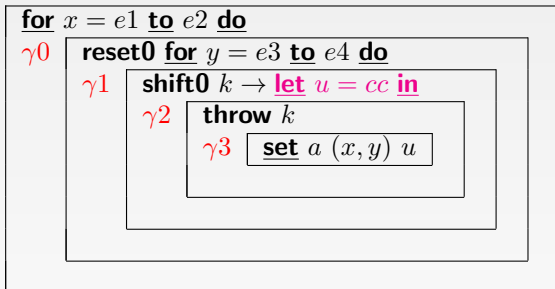 for x = e1 to e2 do
γ0 reset0 for y = e3 to e4 do
γ1 shift0 k → let u = cc in
γ2 throw k
γ3 set a (x, y) u